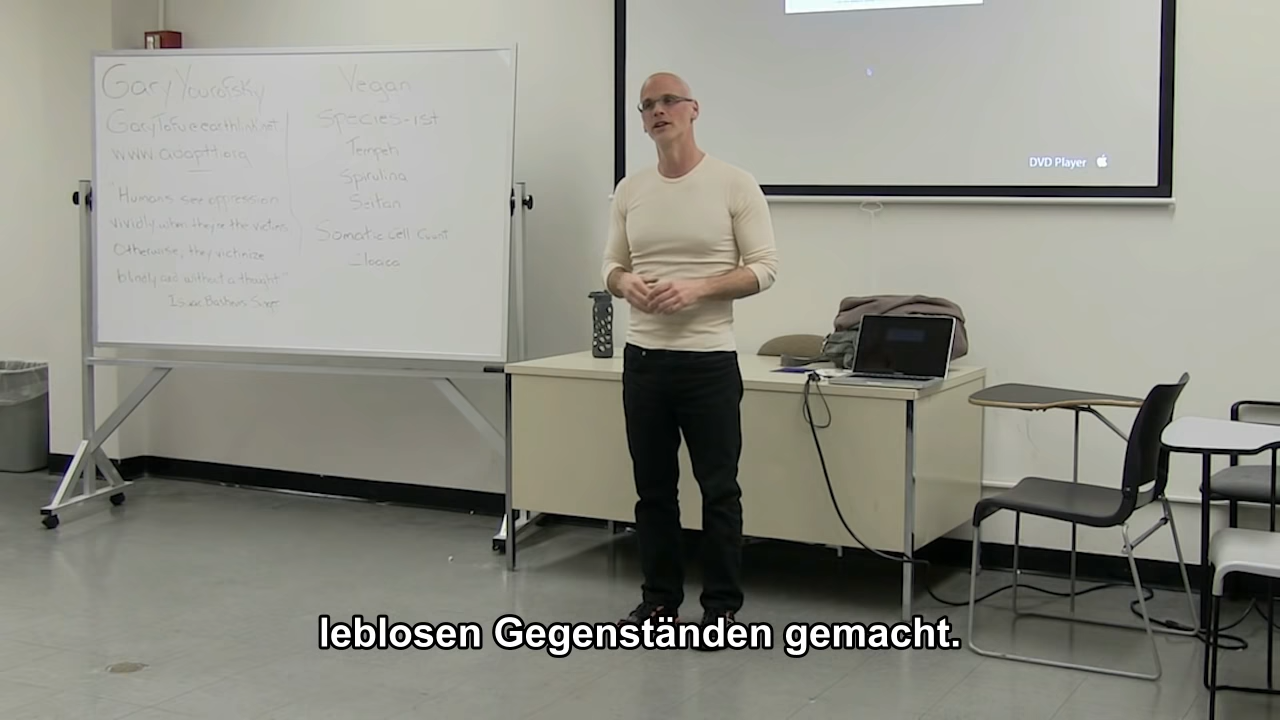 Gary Yourofsky
GaryTofu@earthlink.net
www.adaptt.org
"Humans see oppression
vividly when they're the victims
Otherwise, they victimize
blindly and without a thought"
Isaac Bashevis Singer
Vegan
Species-ist
Tempeh
Spirulina
Seitan
Somatic Cell Count
Cloaca
DVD Player
leblosen Gegenständen gemacht.